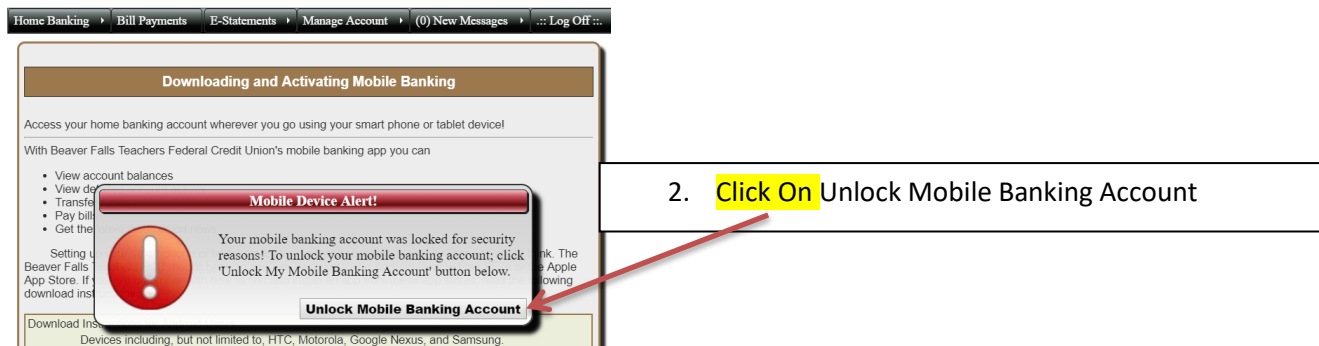 Home Banking Bill Payments E-Statements Manage Account (0) New Messages .:: Log Off ::.
Downloading and Activating Mobile Banking
Access your home banking account wherever you go using your smart phone or tablet device!
With Beaver Falls Teachers Federal Credit Union's mobile banking app you can
• View account balances
• View
• Transfe
• Pay bill
• Get the
Setting nk. The
Beaver Falls Apple
App Store. If lowing
download inst
Mobile Device Alert!
Your mobile banking account was locked for security
reasons! To unlock your mobile banking account; click
'Unlock My Mobile Banking Account' button below.
Unlock Mobile Banking Account
Download Ins
Devices including, but not limited to, HTC, Motorola, Google Nexus, and Samsung.
2. Click On Unlock Mobile Banking Account